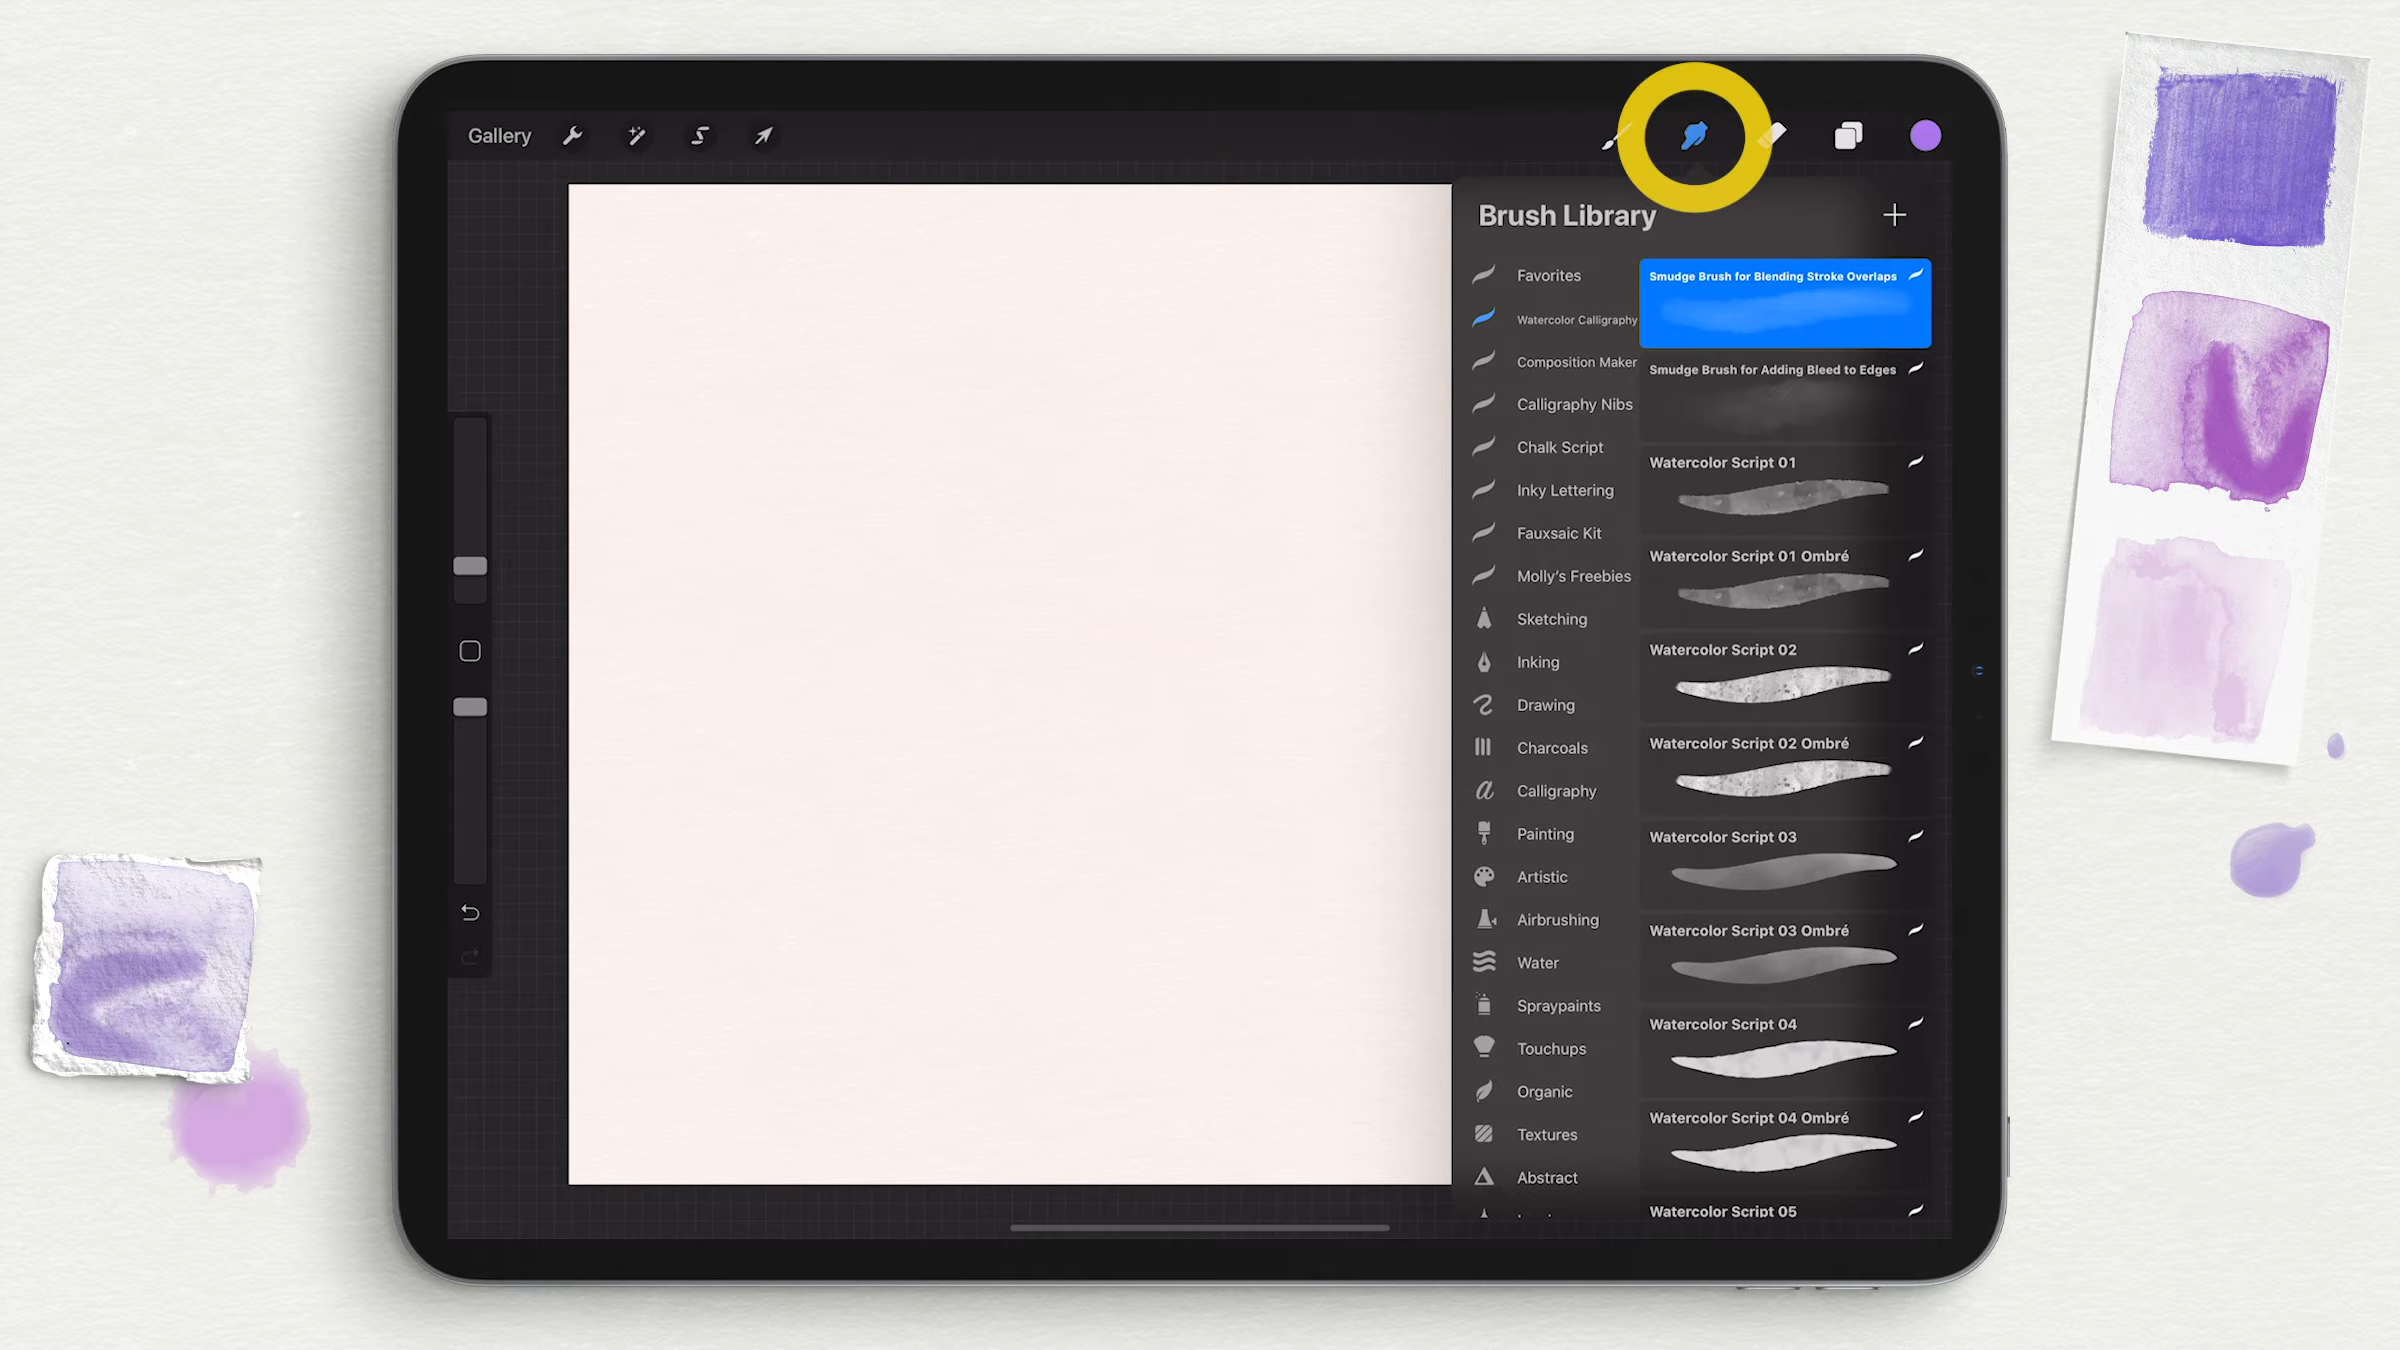 Gallery
Brush Library
Favorites
Watercolor Calligraphy
Composition Maker
Calligraphy Nibs
Chalk Script
Inky Lettering
Fauxsaic Kit
Molly's Freebies
Sketching
Inking
Drawing
Charcoals
Calligraphy
Painting
Artistic
Airbrushing
Water
Spraypaints
Touchups
Organic
Textures
Abstract
Smudge Brush for Blending Stroke Overlaps
Smudge Brush for Adding Bleed to Edges
Watercolor Script 01
Watercolor Script 01 Ombré
Watercolor Script 02
Watercolor Script 02 Ombré
Watercolor Script 03
Watercolor Script 03 Ombré
Watercolor Script 04
Watercolor Script 04 Ombré
Watercolor Script 05